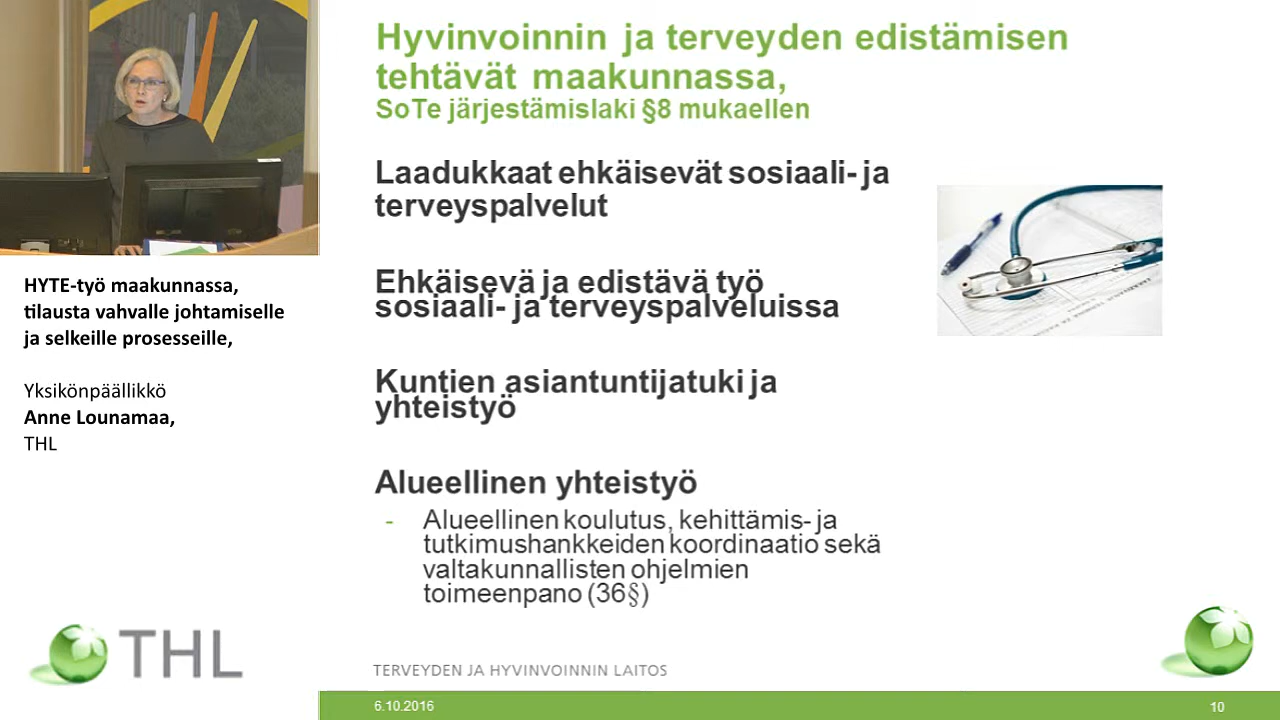 HYTE-työ maakunnassa,
tilausta vahvalle johtamiselle
ja selkeille prosesseille,
Yksikönpäällikkö
Anne Lounamaa,
THL
THL
Hyvinvoinnin ja terveyden edistämisen
tehtävät maakunnassa,
SoTe järjestämislaki §8 mukaellen
Laadukkaat ehkäisevät sosiaali- ja
terveyspalvelut
Ehkäisevä ja edistävä työ
sosiaali- ja terveyspalveluissa
Kuntien asiantuntijatuki ja
yhteistyö
Alueellinen yhteistyö
- Alueellinen koulutus, kehittämis- ja
tutkimushankkeiden koordinaatio sekä
valtakunnallisten ohjelmien
toimeenpano (36§)
TERVEYDEN JA HYVINVOINNIN LAITOS
6.10.2016
10